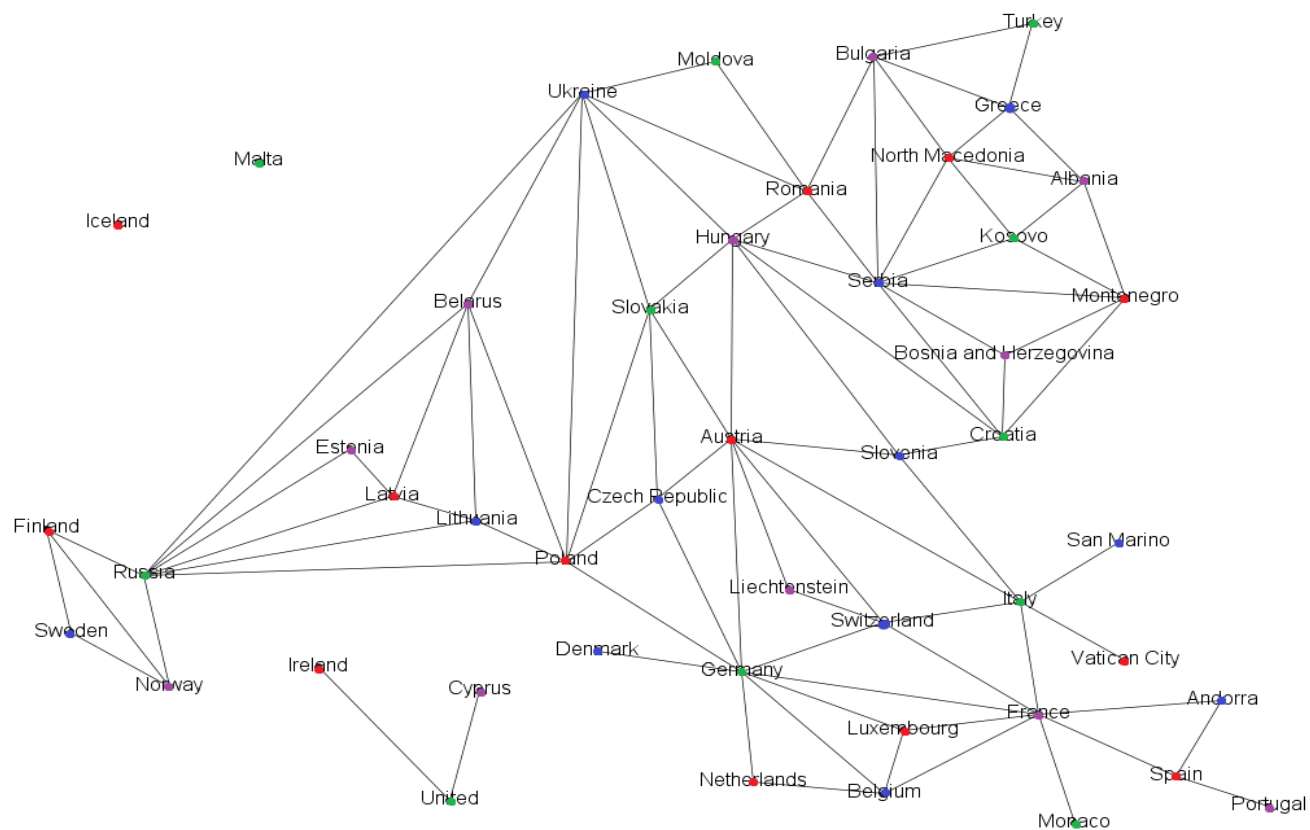 Turkey
Bulgaria
Moldova
Ukraine
Greece
Malta
North Macedonia
Romania
Albania
Iceland
Hungary
Kosovo
Serbia
Montenegro
Belarus
Slovakia
Bosnia and Herzegovina
Estonia
Austria
Croatia
Slovenia
Latvia
Czech Republic
Lithuania
Finland
San Marino
Poland
Russia
Liechtenstein
Italy
Sweden
Switzerland
Denmark
Ireland
Vatican City
Germany
Norway
Cyprus
Andorra
France
Luxembourg
Spain
Netherlands
Belgium
United
Portugal
Monaco